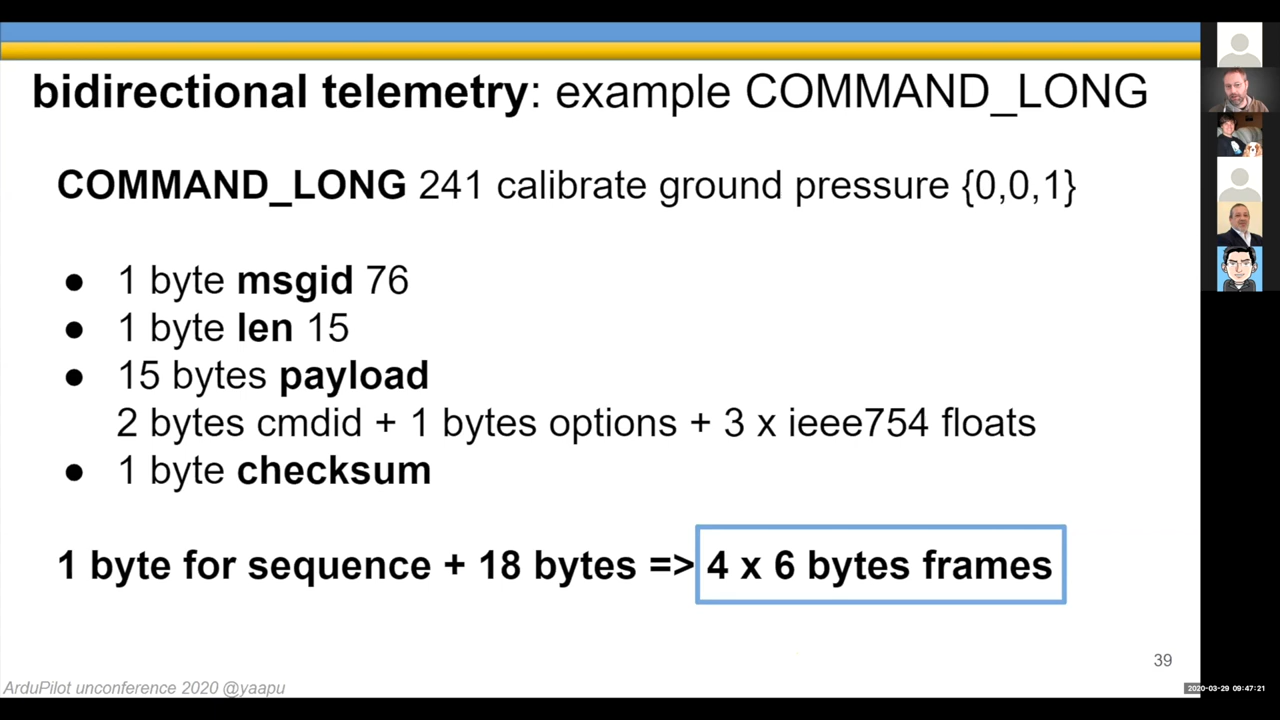 bidirectional telemetry: example COMMAND_LONG
COMMAND_LONG 241 calibrate ground pressure {0,0,1}
● 1 byte msgid 76
● 1 byte len 15
● 15 bytes payload
2 bytes cmdid + 1 bytes options + 3 x ieee754 floats
● 1 byte checksum
1 byte for sequence + 18 bytes => 4 x 6 bytes frames
39
ArduPilot unconference 2020 @yaapu
2020-03-29 09:47:21